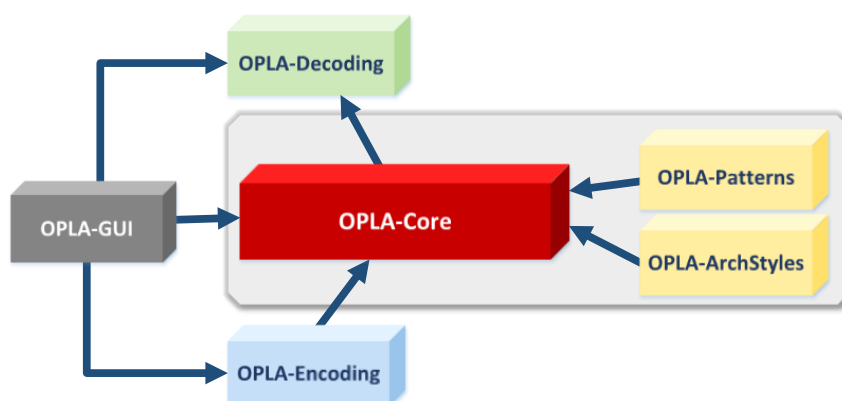 OPLA-Decoding
OPLA-Patterns
OPLA-GUI
OPLA-Core
OPLA-ArchStyles
OPLA-Encoding